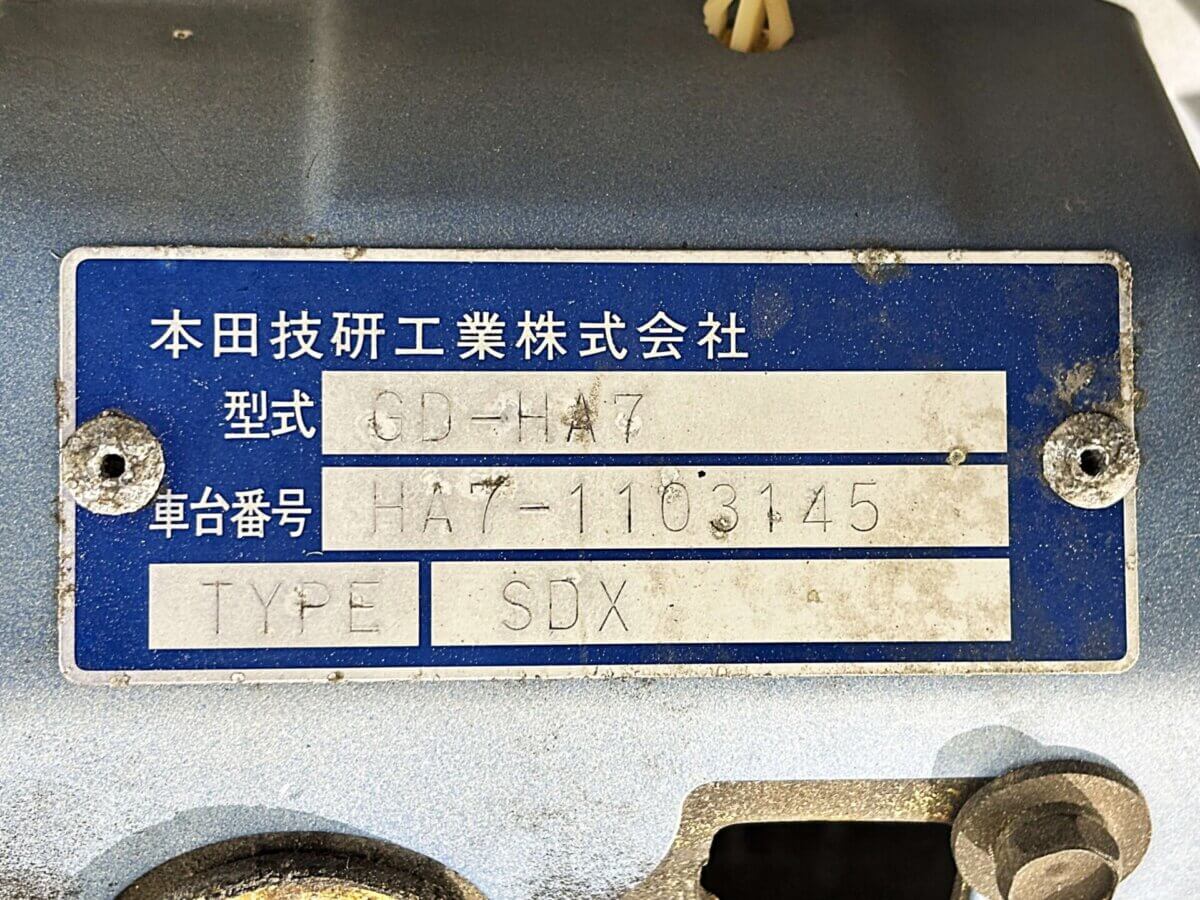 本田技研工業株式会社
型式 GD-HA7
車台番号 HA7-1103145
TYPE SDX